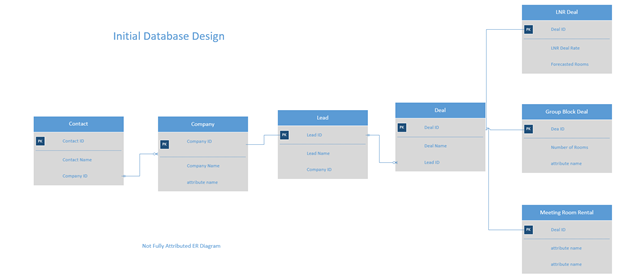 Initial Database Design
Contact
PK Contact ID
Contact Name
Company ID
Company
PK Company ID
Company Name
attribute name
Lead
PK Lead ID
Lead Name
Company ID
Deal
PK Deal ID
Deal Name
Lead ID
LNR Deal
PK Deal ID
LNR Deal Rate
Forecasted Rooms
Group Block Deal
PK Dea ID
Number of Rooms
attribute name
Meeting Room Rental
PK Deal ID
attribute name
attribute name
Not Fully Attributed ER Diagram